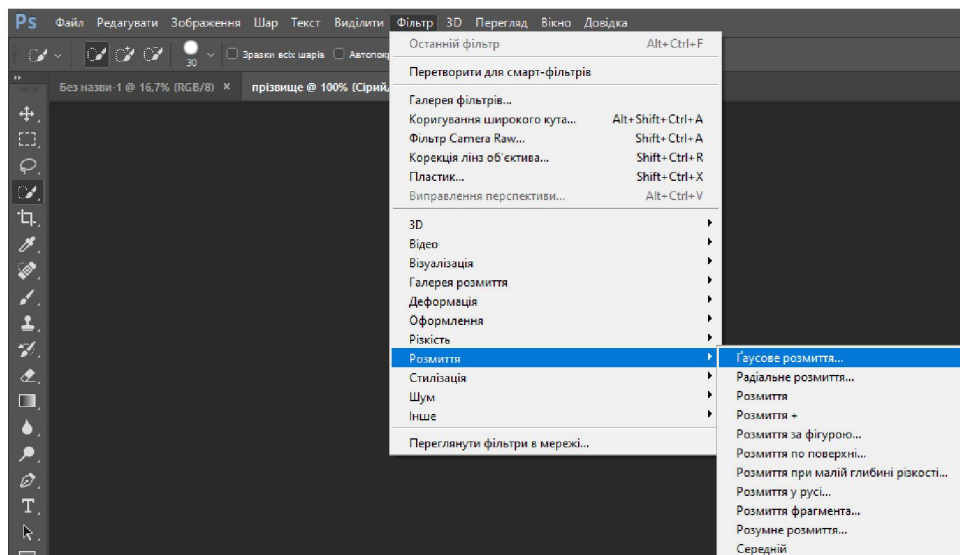 Ps Файл Редагувати Зображення Шар Текст Виділити Фільтр 3D Перегляд Вікно Довідка
30 Зразки всіх шарів
Без назви-1 @ 16,7% (RGB/8) × прізвище @ 100% (Сірий/
Останній фільтр Alt+Ctrl+F
Перетворити для смарт-фільтрів
Галерея фільтрів...
Коригування широкого кута... Alt+Shift+Ctrl+A
Фільтр Camera Raw... Shift+Ctrl+A
Корекція лінз об'єктива... Shift+Ctrl+R
Пластик... Shift+Ctrl+X
Виправлення перспективи... Alt+Ctrl+V
3D
Відео
Візуалізація
Галерея розмиття
Деформація
Оформлення
Різкість
Розмиття
Стилізація
Шум
Інше
Переглянути фільтри в мережі...
Ґаусове розмиття...
Радіальне розмиття...
Розмиття
Розмиття +
Розмиття за фігурою...
Розмиття по поверхні...
Розмиття при малій глибині різкості...
Розмиття у русі...
Розмиття фрагмента...
Розумне розмиття...
Середній